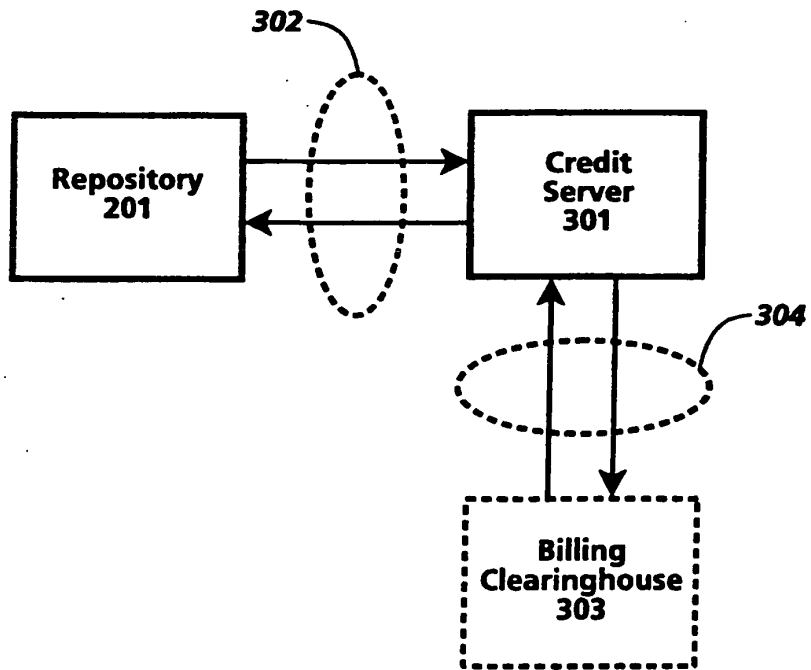 302
Repository
201
Credit
Server
301
304
Billing
Clearinghouse
303